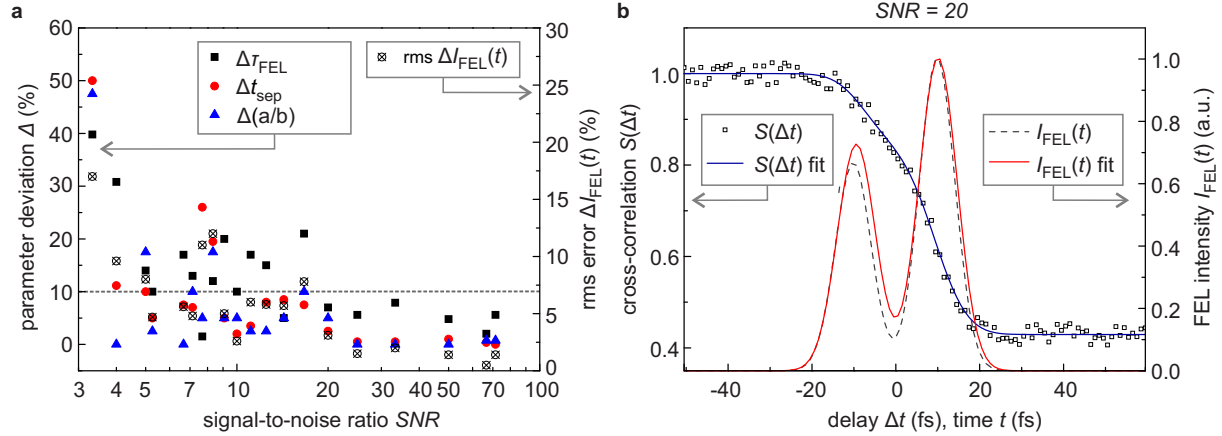 a
60
50
40
30
20
10
0
parameter deviation Δ (%)
3
4
5
7
10
20
30
40
50
70
100
signal-to-noise ratio SNR
30
25
20
15
10
5
0
rms error ΔI_FEL(t) (%)
Δτ_FEL
Δt_sep
Δ(a/b)
rms ΔI_FEL(t)
b
SNR = 20
1.0
0.8
0.6
0.4
cross-correlation S(Δt)
-40
-20
0
20
40
delay Δt (fs), time t (fs)
1.0
0.8
0.6
0.4
0.2
0.0
FEL intensity I_FEL(t) (a.u.)
S(Δt)
S(Δt) fit
I_FEL(t)
I_FEL(t) fit